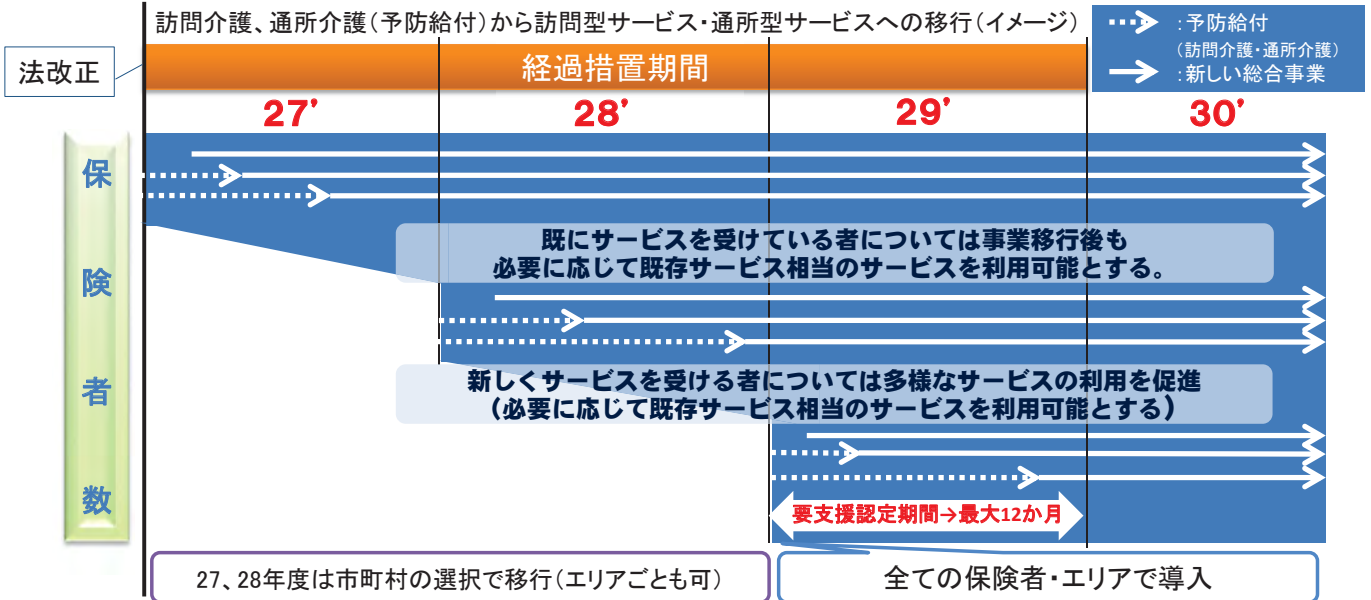 訪問介護、通所介護(予防給付)から訪問型サービス・通所型サービスへの移行(イメージ)
:予防給付
(訪問介護・通所介護)
:新しい総合事業
法改正
経過措置期間
27’
28’
29’
30’
保険者数
既にサービスを受けている者については事業移行後も
必要に応じて既存サービス相当のサービスを利用可能とする。
新しくサービスを受ける者については多様なサービスの利用を促進
(必要に応じて既存サービス相当のサービスを利用可能とする)
要支援認定期間→最大12か月
27、28年度は市町村の選択で移行(エリアごとも可)
全ての保険者・エリアで導入